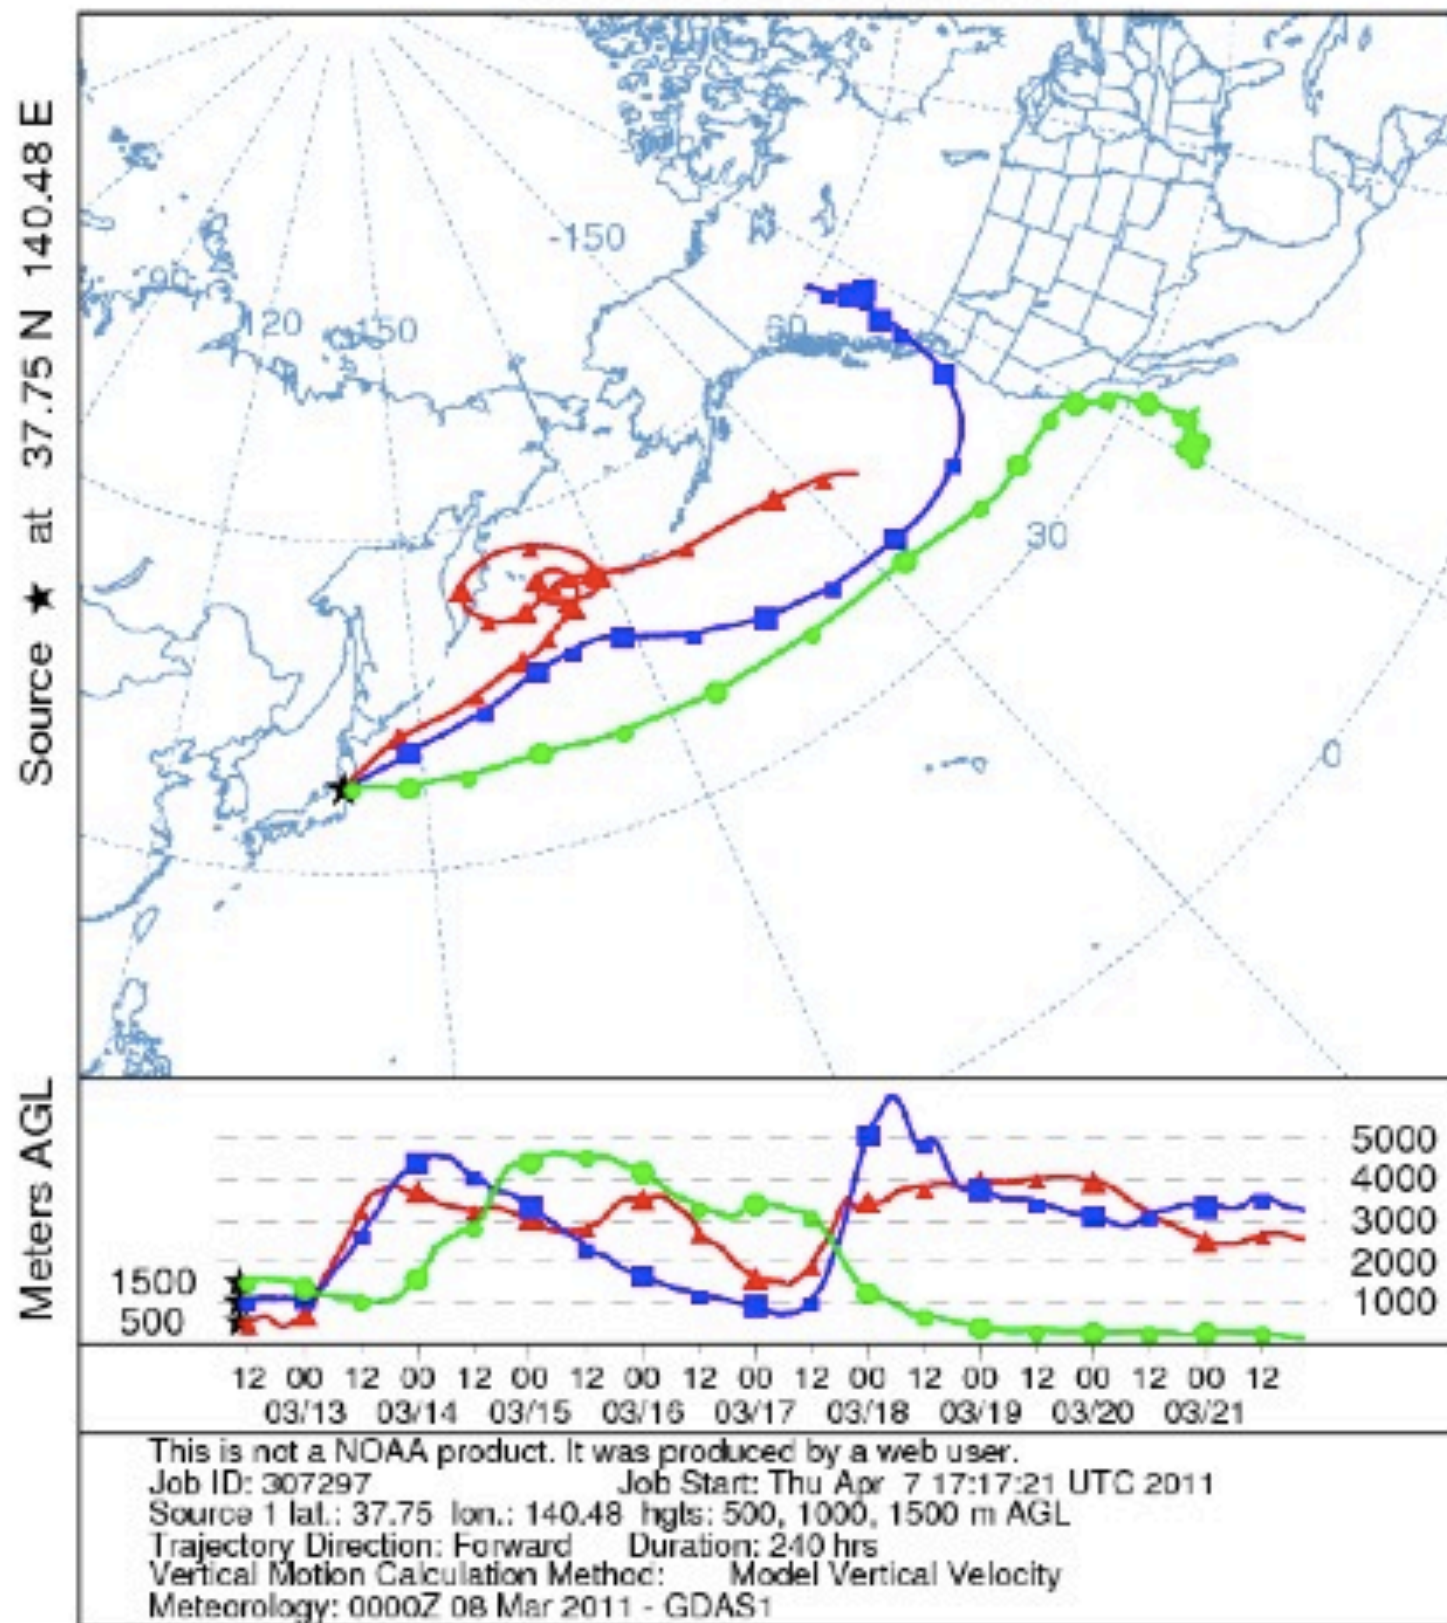 Source ★ at 37.75 N 140.48 E
-150
90
120
150
60
30
0
Meters AGL
1500
500
5000
4000
3000
2000
1000
12 00 12 00 12 00 12 00 12 00 12 00 12 00 12 00 12 00 12
03/13 03/14 03/15 03/16 03/17 03/18 03/19 03/20 03/21
This is not a NOAA product. It was produced by a web user.
Job ID: 307297 Job Start: Thu Apr 7 17:17:21 UTC 2011
Source 1 lat.: 37.75 lon.: 140.48 hgts: 500, 1000, 1500 m AGL
Trajectory Direction: Forward Duration: 240 hrs
Vertical Motion Calculation Method: Model Vertical Velocity
Meteorology: 0000Z 08 Mar 2011 - GDAS1